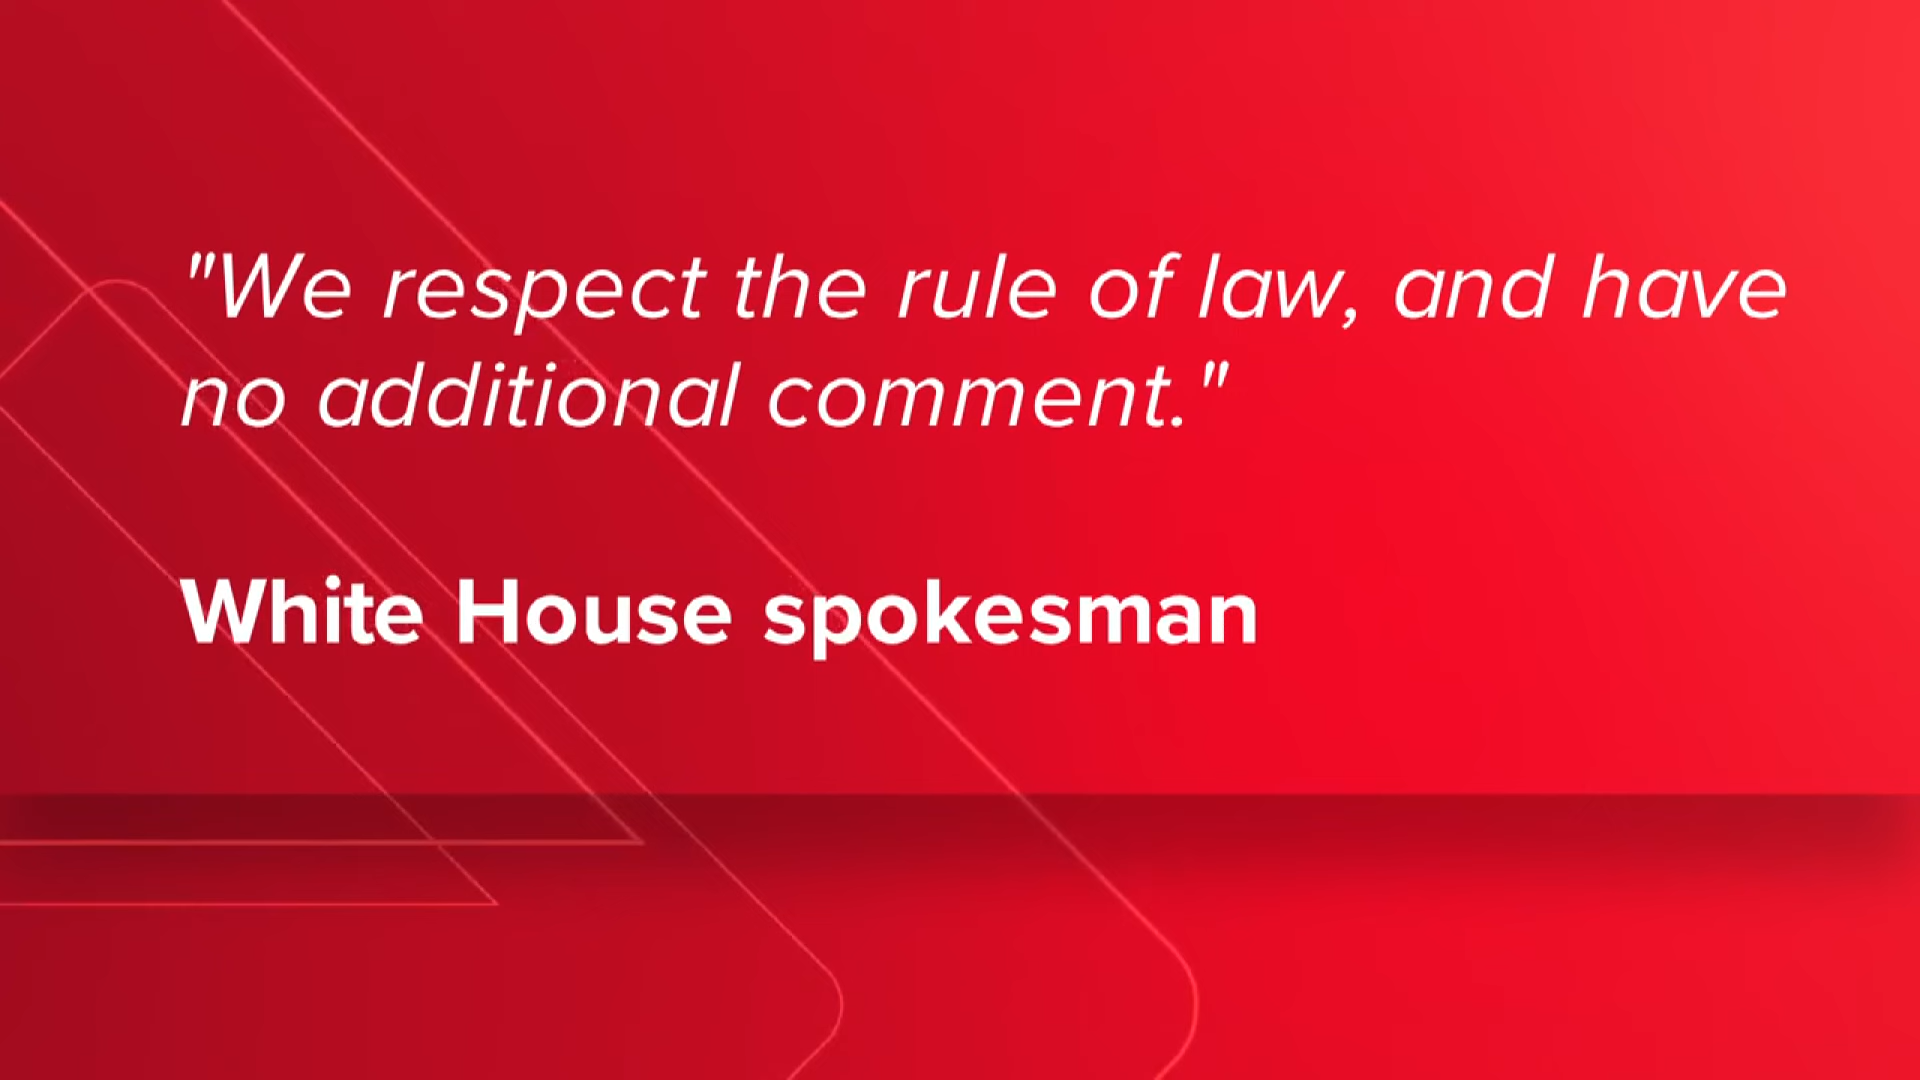 "We respect the rule of law, and have
no additional comment."
White House spokesman